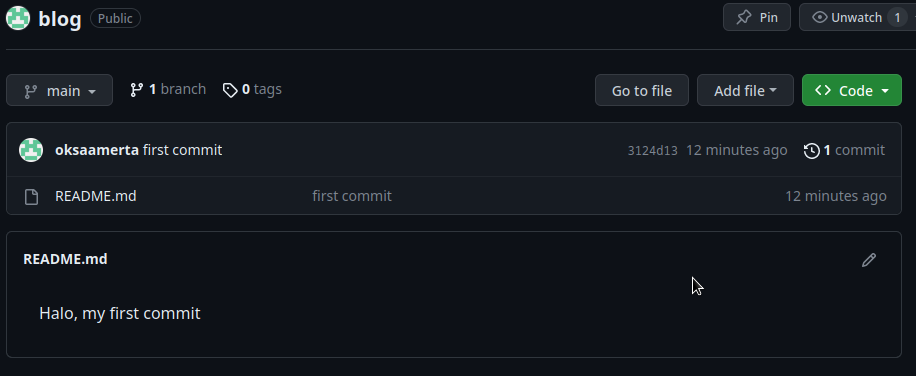 blog Public Pin Unwatch 1
main 1 branch 0 tags Go to file Add file Code
oksaamerta first commit 3124d13 12 minutes ago 1 commit
README.md first commit 12 minutes ago
README.md
Halo, my first commit